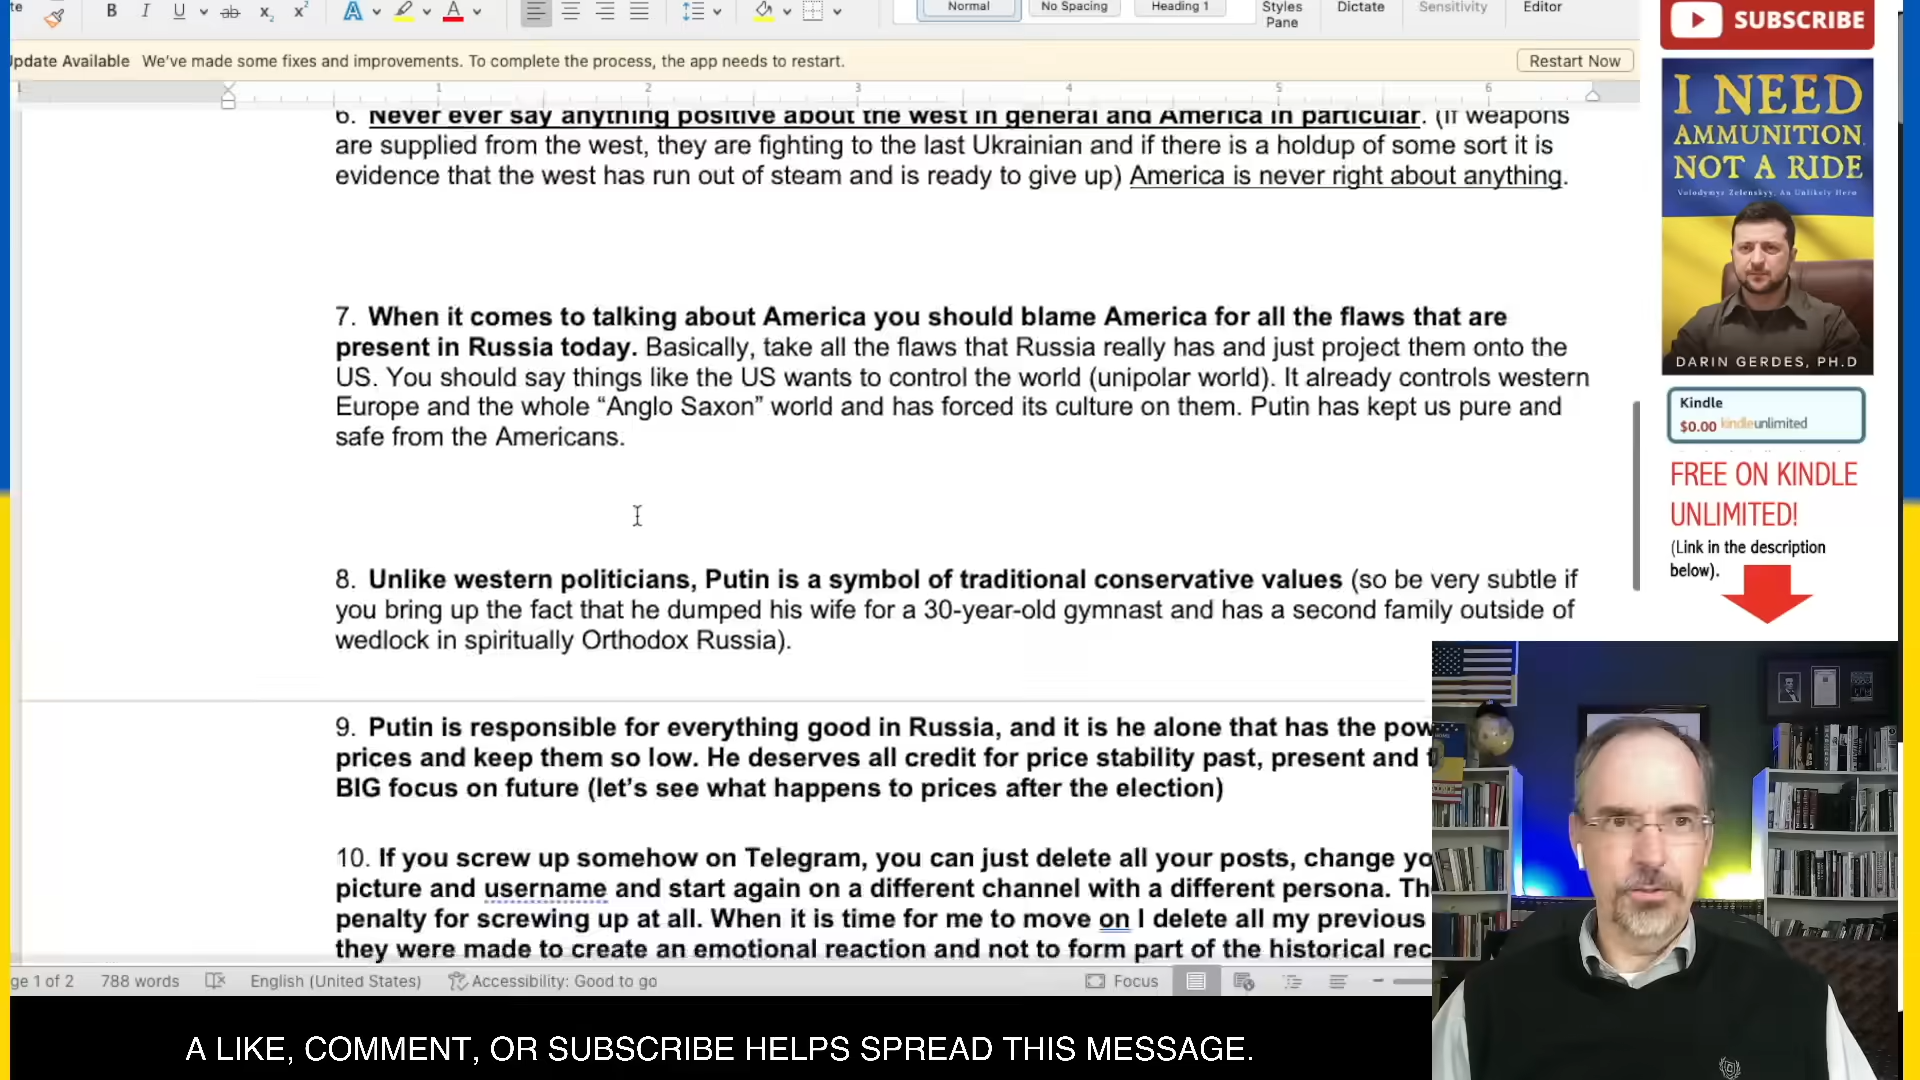 B I U ab x₂ x² A A
Normal
No Spacing
Heading 1
Styles
Pane
Dictate
Sensitivity
Editor
SUBSCRIBE
Update Available We've made some fixes and improvements. To complete the process, the app needs to restart.
Restart Now
1 2 3 4 5 6
6. Never ever say anything positive about the west in general and America in particular. (If weapons
are supplied from the west, they are fighting to the last Ukrainian and if there is a holdup of some sort it is
evidence that the west has run out of steam and is ready to give up) America is never right about anything.
7. When it comes to talking about America you should blame America for all the flaws that are
present in Russia today. Basically, take all the flaws that Russia really has and just project them onto the
US. You should say things like the US wants to control the world (unipolar world). It already controls western
Europe and the whole “Anglo Saxon” world and has forced its culture on them. Putin has kept us pure and
safe from the Americans.
8. Unlike western politicians, Putin is a symbol of traditional conservative values (so be very subtle if
you bring up the fact that he dumped his wife for a 30-year-old gymnast and has a second family outside of
wedlock in spiritually Orthodox Russia).
9. Putin is responsible for everything good in Russia, and it is he alone that has the pow
prices and keep them so low. He deserves all credit for price stability past, present and
BIG focus on future (let's see what happens to prices after the election)
10. If you screw up somehow on Telegram, you can just delete all your posts, change yo
picture and username and start again on a different channel with a different persona. Th
penalty for screwing up at all. When it is time for me to move on I delete all my previous
they were made to create an emotional reaction and not to form part of the historical rec
ge 1 of 2 788 words English (United States) Accessibility: Good to go Focus
I NEED
AMMUNITION
NOT A RIDE
Volodymyr Zelenskyy, An Unlikely Hero
DARIN GERDES, PH.D
Kindle
$0.00 kindleunlimited
FREE ON KINDLE
UNLIMITED!
(Link in the description
below).
A LIKE, COMMENT, OR SUBSCRIBE HELPS SPREAD THIS MESSAGE.